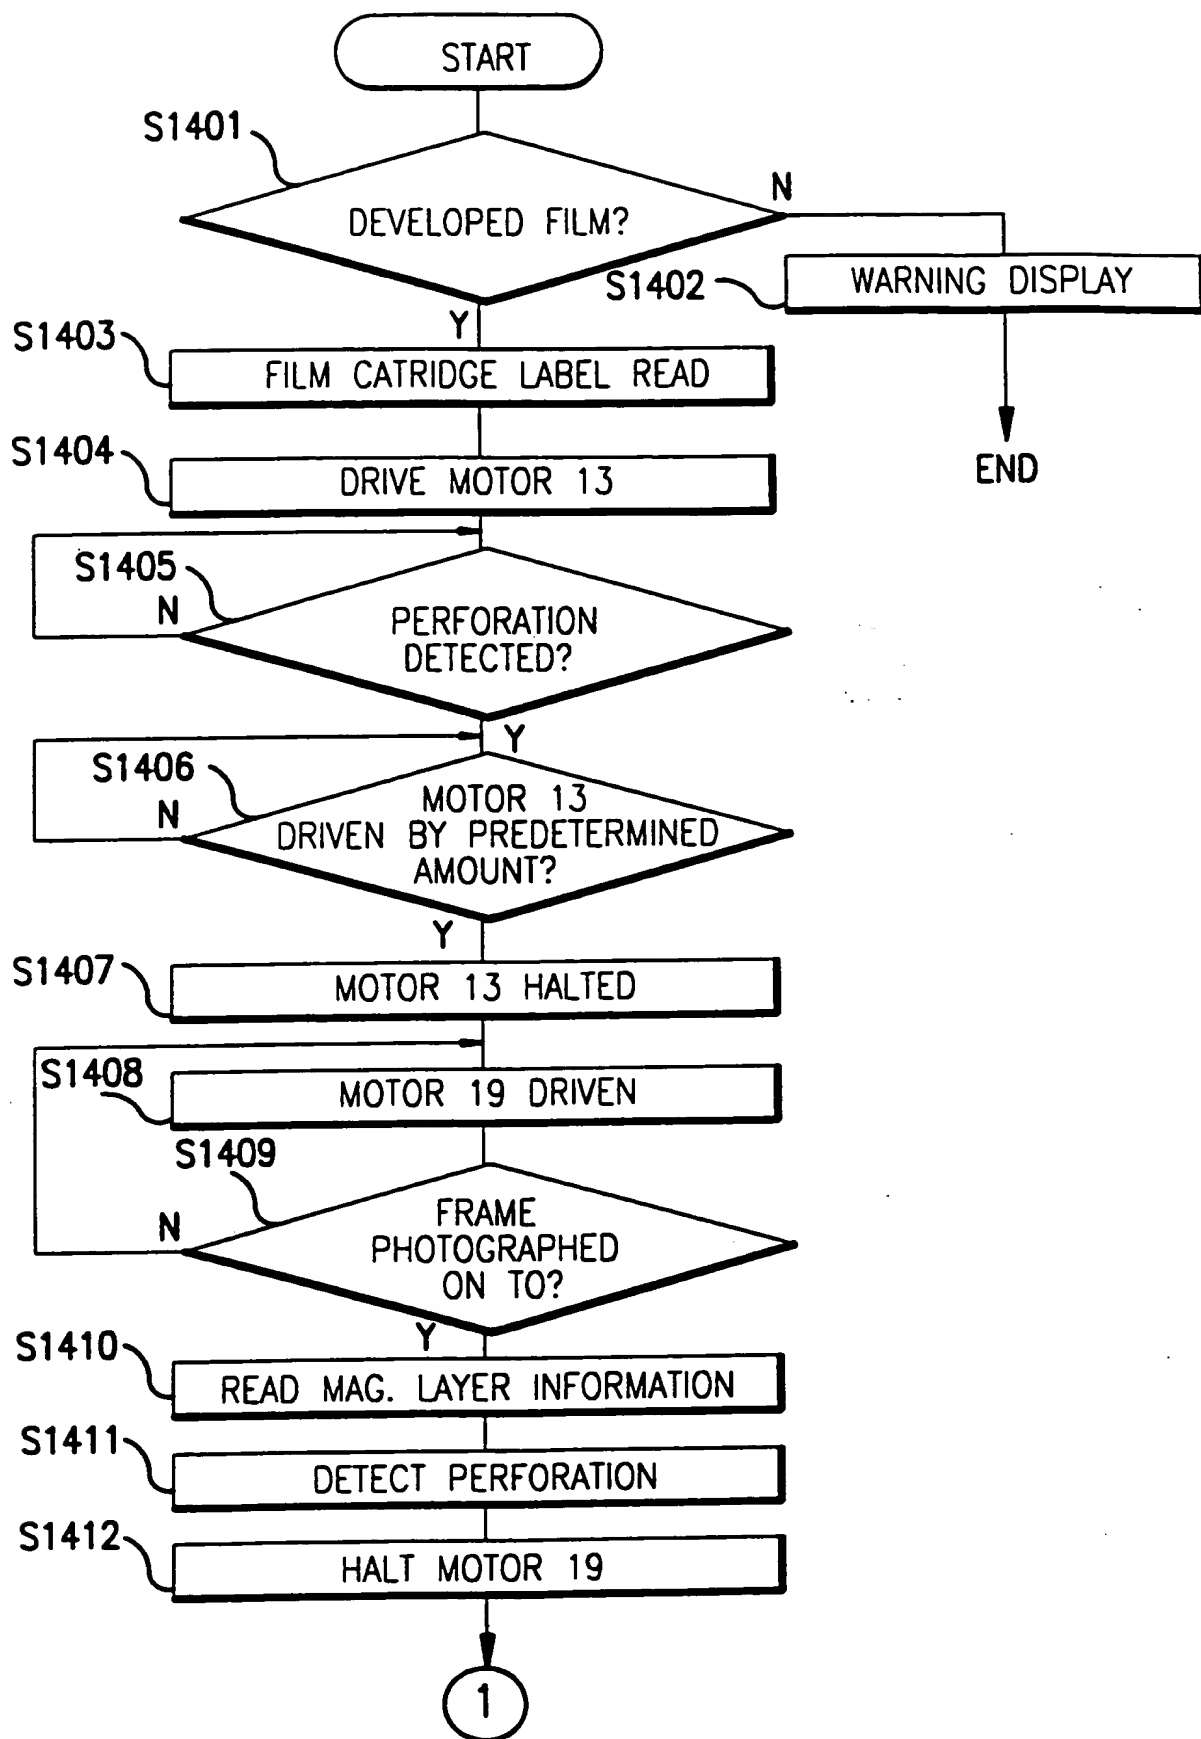 START
S1401
N
DEVELOPED FILM?
S1402
WARNING DISPLAY
Y
S1403
FILM CATRIDGE LABEL READ
S1404
DRIVE MOTOR 13
END
S1405
N
PERFORATION
DETECTED?
Y
S1406
N
MOTOR 13
DRIVEN BY PREDETERMINED
AMOUNT?
Y
S1407
MOTOR 13 HALTED
S1408
MOTOR 19 DRIVEN
S1409
N
FRAME
PHOTOGRAPHED
ON TO?
Y
S1410
READ MAG. LAYER INFORMATION
S1411
DETECT PERFORATION
S1412
HALT MOTOR 19
1